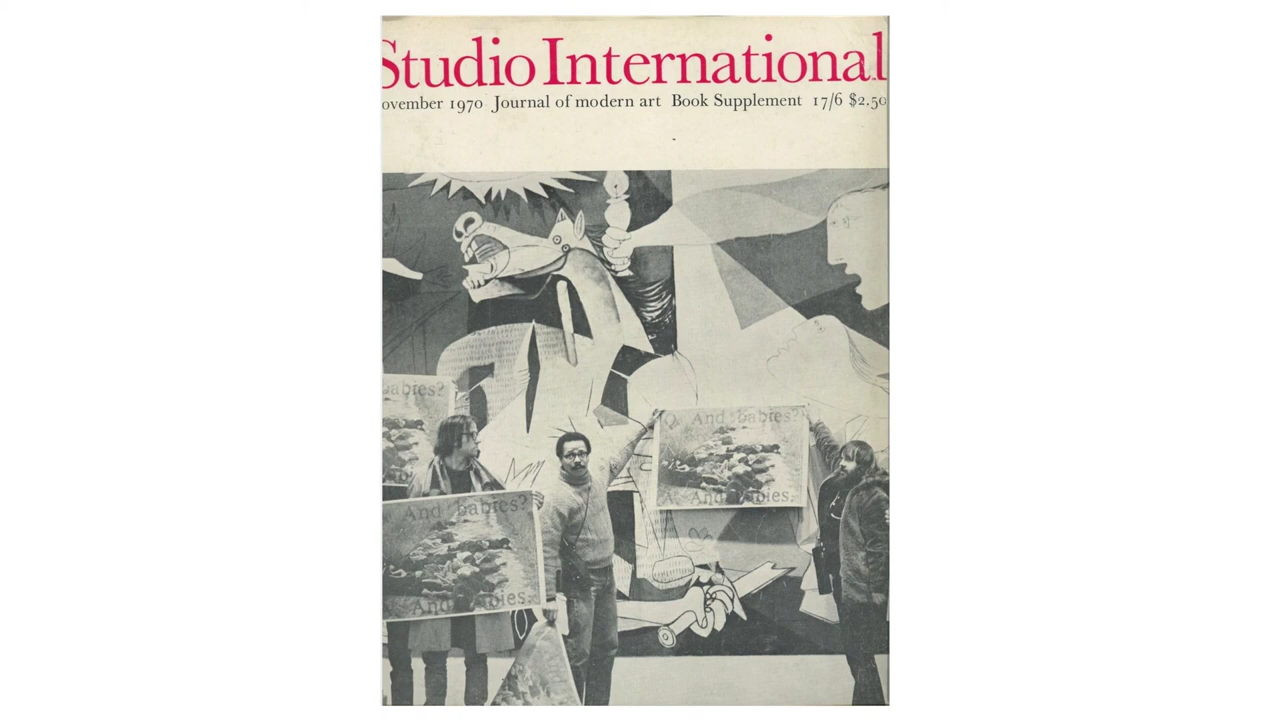 Studio International
ovember 1970 Journal of modern art Book Supplement 17/6 $2.50
babies?
Q. And babies?
A. And babies.
And babies?
And babies.